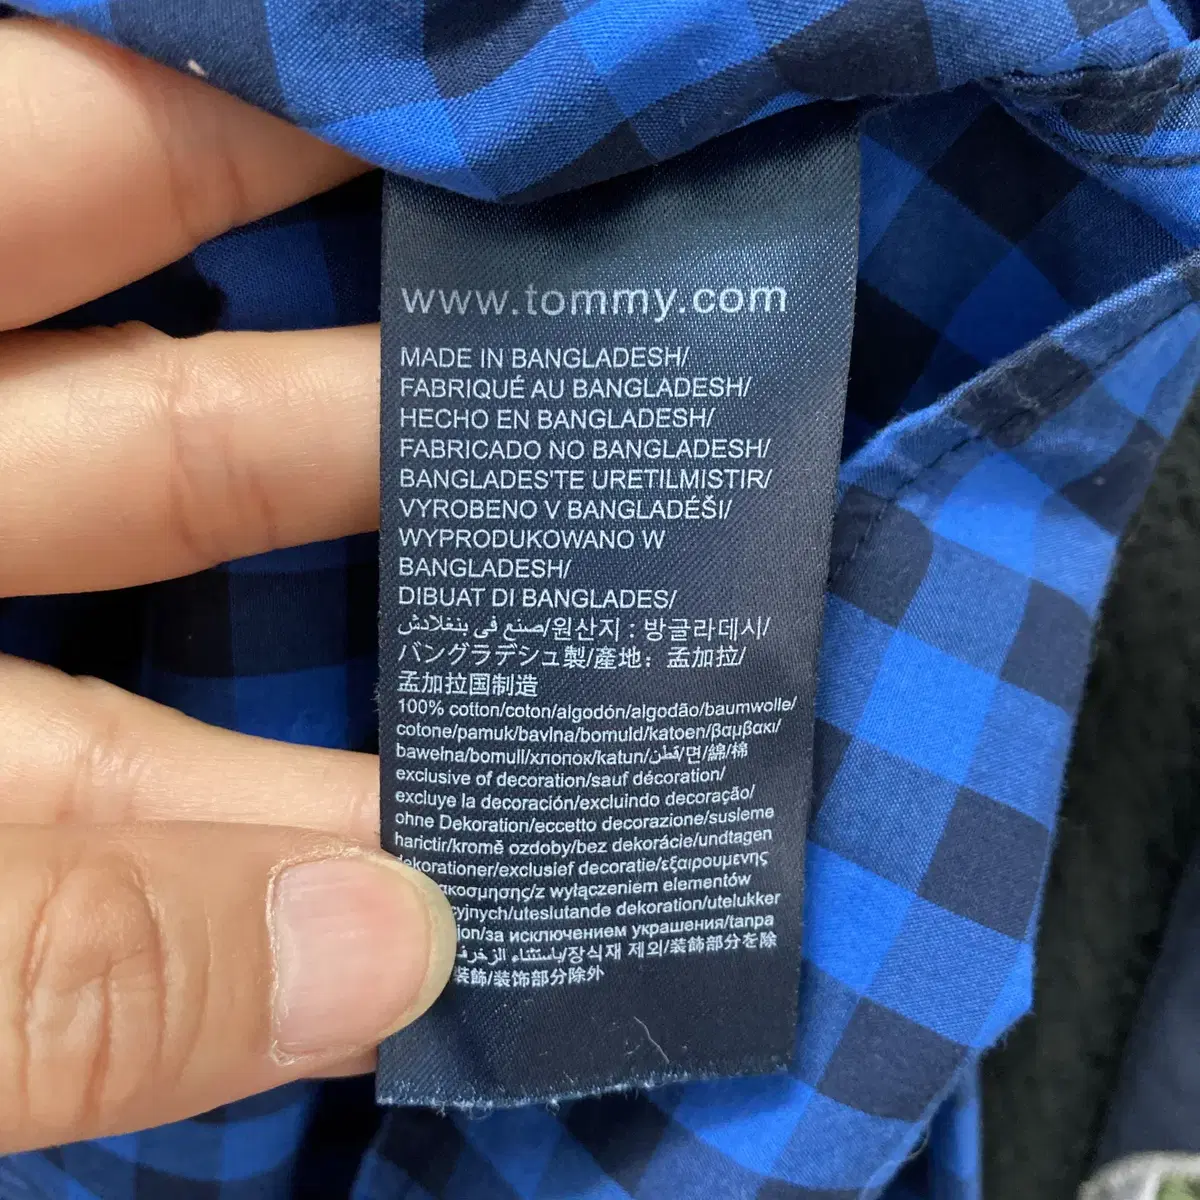 www.tommy.com
MADE IN BANGLADESH/
FABRIQUÉ AU BANGLADESH/
HECHO EN BANGLADESH/
FABRICADO NO BANGLADESH/
BANGLADES'TE URETILMISTIR/
VYROBENO V BANGLADÉŠI/
WYPRODUKOWANO W
BANGLADESH/
DIBUAT DI BANGLADES/
صنع في بنغلادش/원산지 : 방글라데시/
バングラデシュ製/產地：孟加拉/
孟加拉国制造
100% cotton/coton/algodón/algodão/baumwolle/
cotone/pamuk/bavlna/bomuld/katoen/βαμβακι/
bawełna/bomull/хлопок/katun/قطن/면/綿/棉
exclusive of decoration/sauf décoration/
excluye la decoración/excluindo decoração/
ohne Dekoration/eccetto decorazione/susleme
harictir/kromě ozdoby/bez dekorácie/undtagen
dekorationer/exclusief decoratie/εξαιρουμενης
z wyłączeniem elementów
uteslutande dekoration/utelukker
за исключением украшения/tanpa
باستثناء الزخرفة/장식재 제외/装飾部分を除
装飾/装饰部分除外